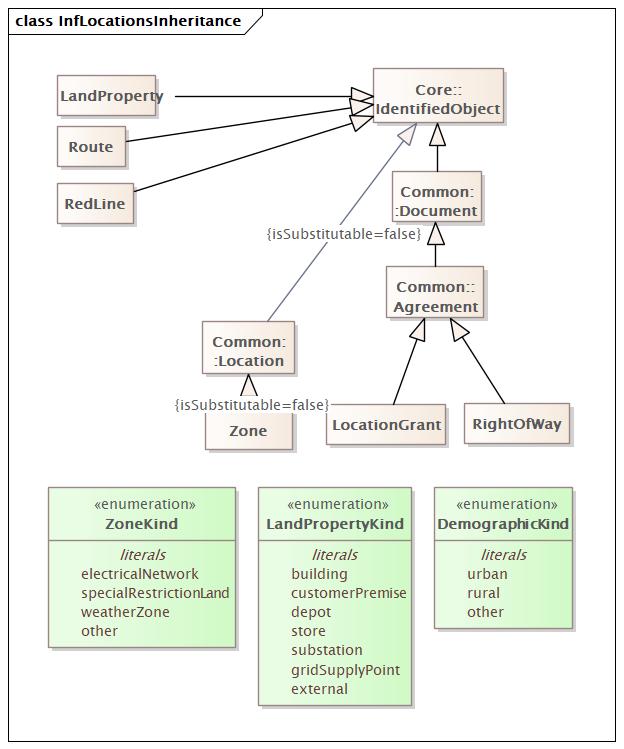 class InfLocationsInheritance
LandProperty
Core::
IdentifiedObject
Route
RedLine
Common:
:Document
{isSubstitutable=false}
Common::
Agreement
Common:
:Location
{isSubstitutable=false}
Zone
LocationGrant
RightOfWay
«enumeration»
ZoneKind
literals
electricalNetwork
specialRestrictionLand
weatherZone
other
«enumeration»
LandPropertyKind
literals
building
customerPremise
depot
store
substation
gridSupplyPoint
external
«enumeration»
DemographicKind
literals
urban
rural
other